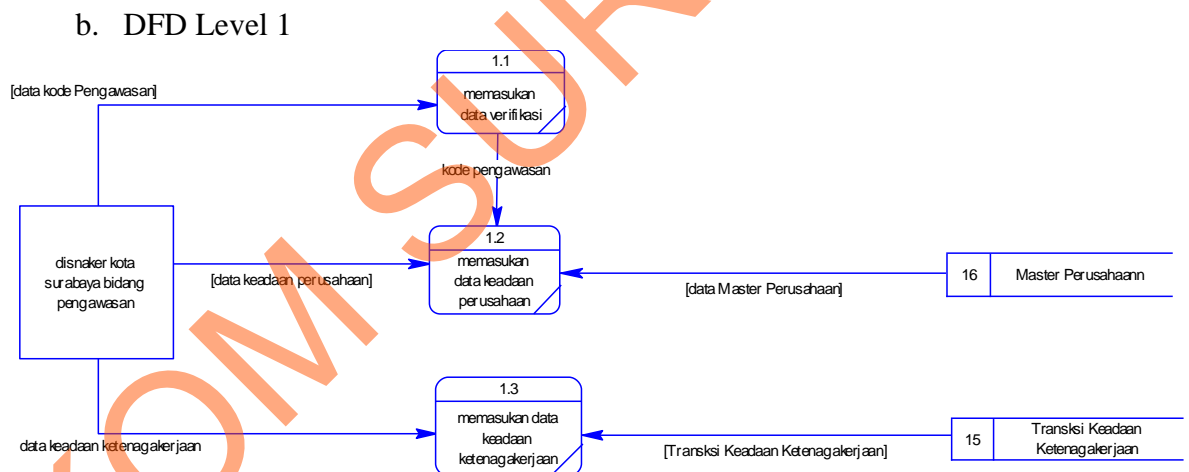 b. DFD Level 1
1.1
[data kode Pengawasan]
memasukan
data verifikasi
kode pengawasan
1.2
disnaker kota
surabaya bidang
pengawasan
[data keadaan perusahaan]
memasukan
data keadaan
perusahaan
[data Master Perusahaan]
16
Master Perusahaann
1.3
data keadaan ketenagakerjaan
memasukan data
keadaan
ketenagakerjaan
[Transksi Keadaan Ketenagakerjaan]
15
Transksi Keadaan
Ketenagakerjaan
OM SUR